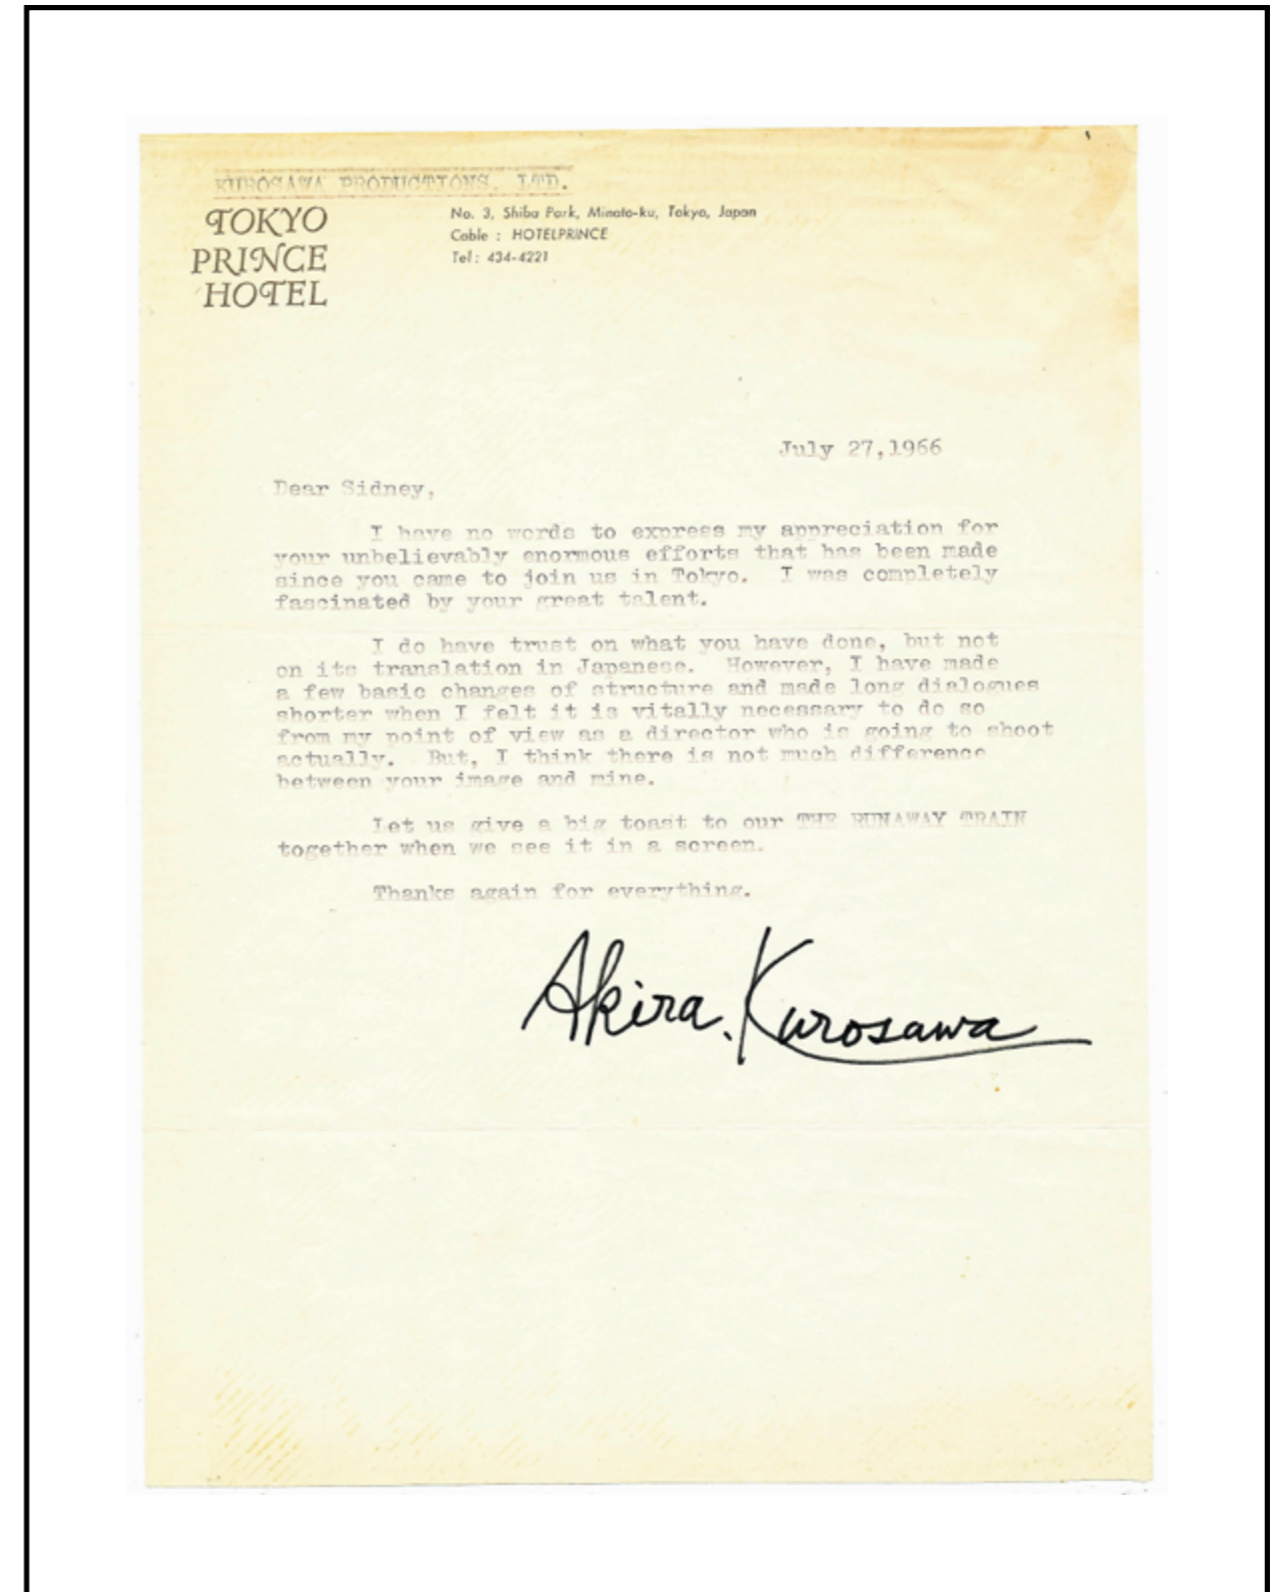 KUROSAWA PRODUCTIONS. LTD.
TOKYO
PRINCE
HOTEL
No. 3, Shiba Park, Minato-ku, Tokyo, Japan
Cable : HOTELPRINCE
Tel : 434-4221
July 27,1966
Dear Sidney,
I have no words to express my appreciation for
your unbelievably enormous efforts that has been made
since you came to join us in Tokyo. I was completely
fascinated by your great talent.
I do have trust on what you have done, but not
on its translation in Japanese. However, I have made
a few basic changes of structure and made long dialogues
shorter when I felt it is vitally necessary to do so
from my point of view as a director who is going to shoot
actually. But, I think there is not much difference
between your image and mine.
Let us give a big toast to our THE RUNAWAY TRAIN
together when we see it in a screen.
Thanks again for everything.
Akira. Kurosawa